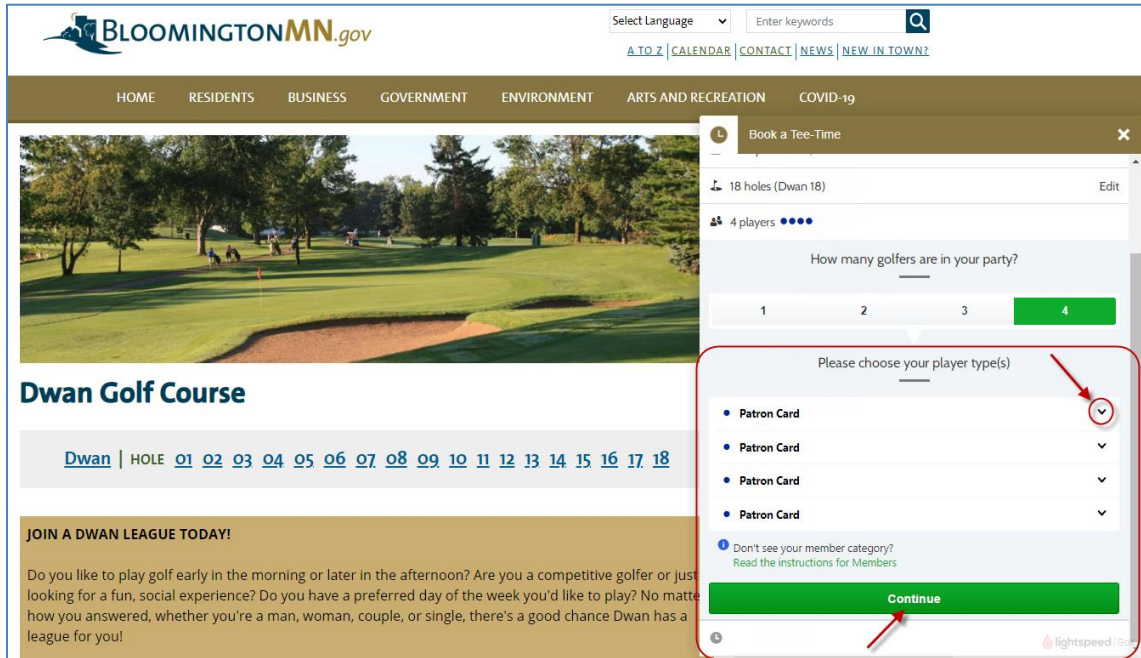 BLOOMINGTONMN.gov
Select Language
Enter keywords
A TO Z | CALENDAR | CONTACT | NEWS | NEW IN TOWN?
HOME RESIDENTS BUSINESS GOVERNMENT ENVIRONMENT ARTS AND RECREATION COVID-19
Book a Tee-Time
18 holes (Dwan 18) Edit
4 players
How many golfers are in your party?
1 2 3 4
Please choose your player type(s)
Patron Card
Patron Card
Patron Card
Patron Card
Don't see your member category?
Read the instructions for Members
Continue
lightspeed
Dwan Golf Course
Dwan | HOLE 01 02 03 04 05 06 07 08 09 10 11 12 13 14 15 16 17 18
JOIN A DWAN LEAGUE TODAY!
Do you like to play golf early in the morning or later in the afternoon? Are you a competitive golfer or just
looking for a fun, social experience? Do you have a preferred day of the week you'd like to play? No matte
how you answered, whether you're a man, woman, couple, or single, there's a good chance Dwan has a
league for you!